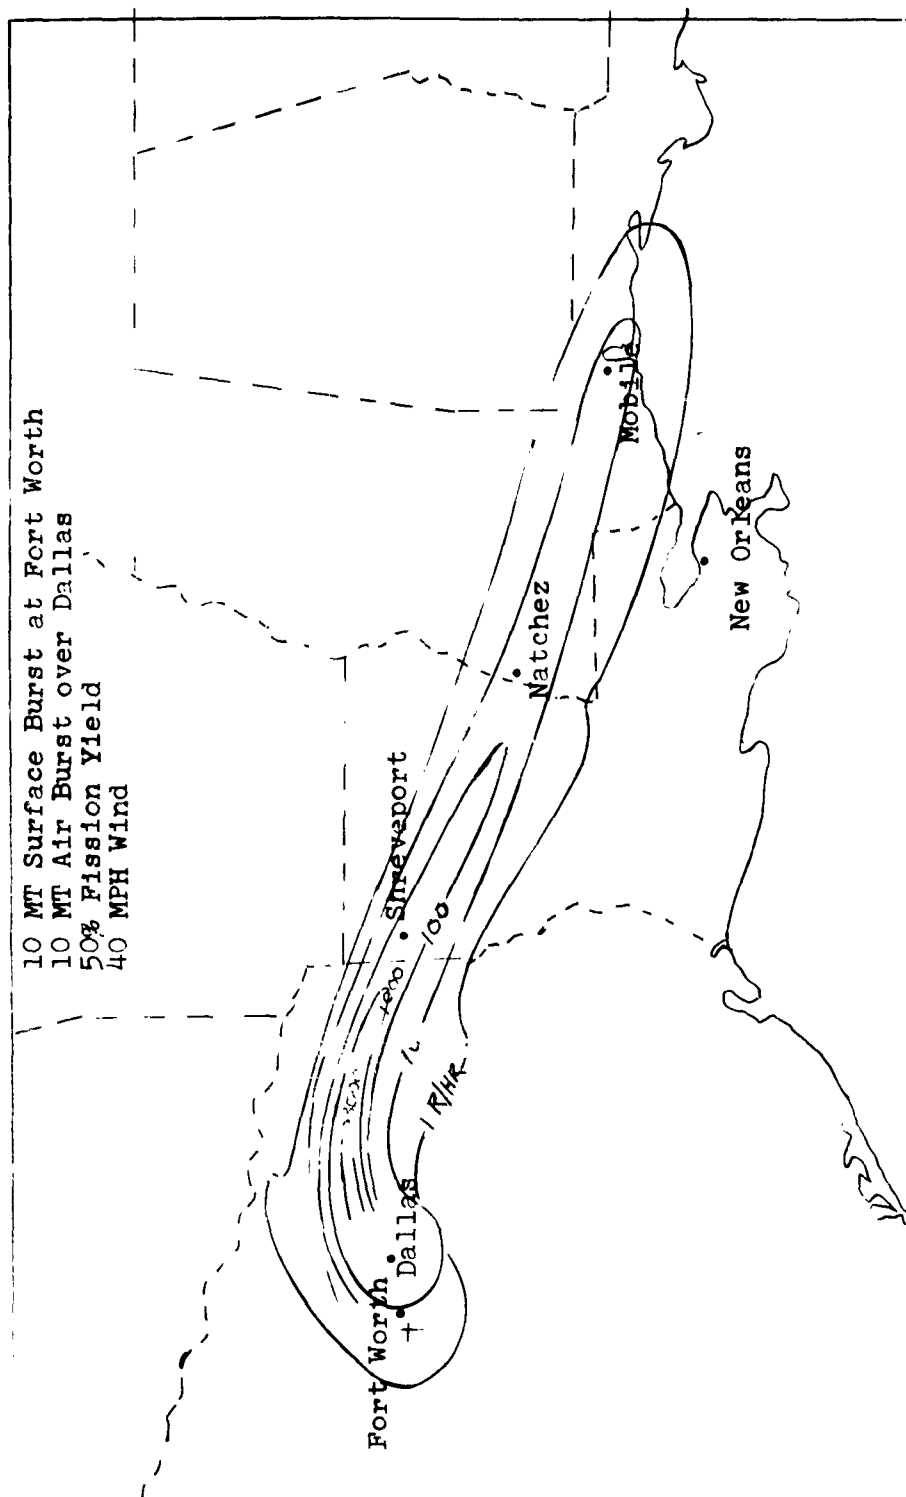 10 MT Surface Burst at Fort Worth
10 MT Air Burst over Dallas
50% Fission Yield
40 MPH Wind
Fort Worth
Dallas
1 R/HR
100
Shreveport
Natchez
Mobile
New Orleans